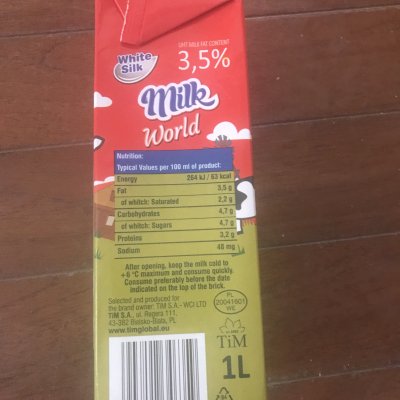 UHT MILK FAT CONTENT
White
Silk
3,5%
Milk
World
Nutrition:
Typical Values per 100 ml of product:
Energy 264 kJ / 63 kcal
Fat 3,5 g
of whitch: Saturated 2,2 g
Carbohydrates 4,7 g
of whitch: Sugars 4,7 g
Proteins 3,2 g
Sodium 48 mg
After opening, keep the milk cold to
+6 °C maximum and consume quickly.
Consume preferably before the date
indicated on the top of the brick.
Selected and produced for
the brand owner: TiM S.A.- WCI LTD
TiM S.A., ul. Regera 111,
43-382 Bielsko-Biała, PL
www.timglobal.eu
PL
20041601
WE
TiM
1L